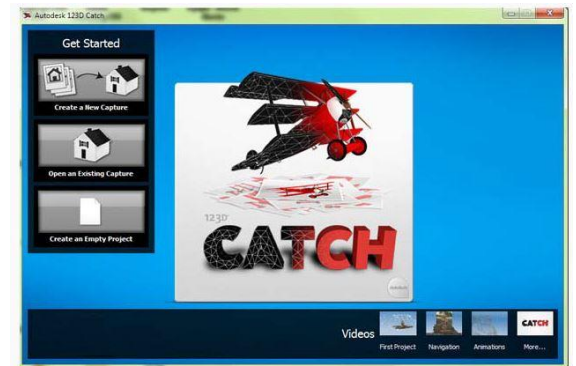 Autodesk 123D Catch
Get Started
Create a New Capture
Open an Existing Capture
Create an Empty Project
123D
CATCH
Videos
CATCH
First Project
Navigation
Animations
More...